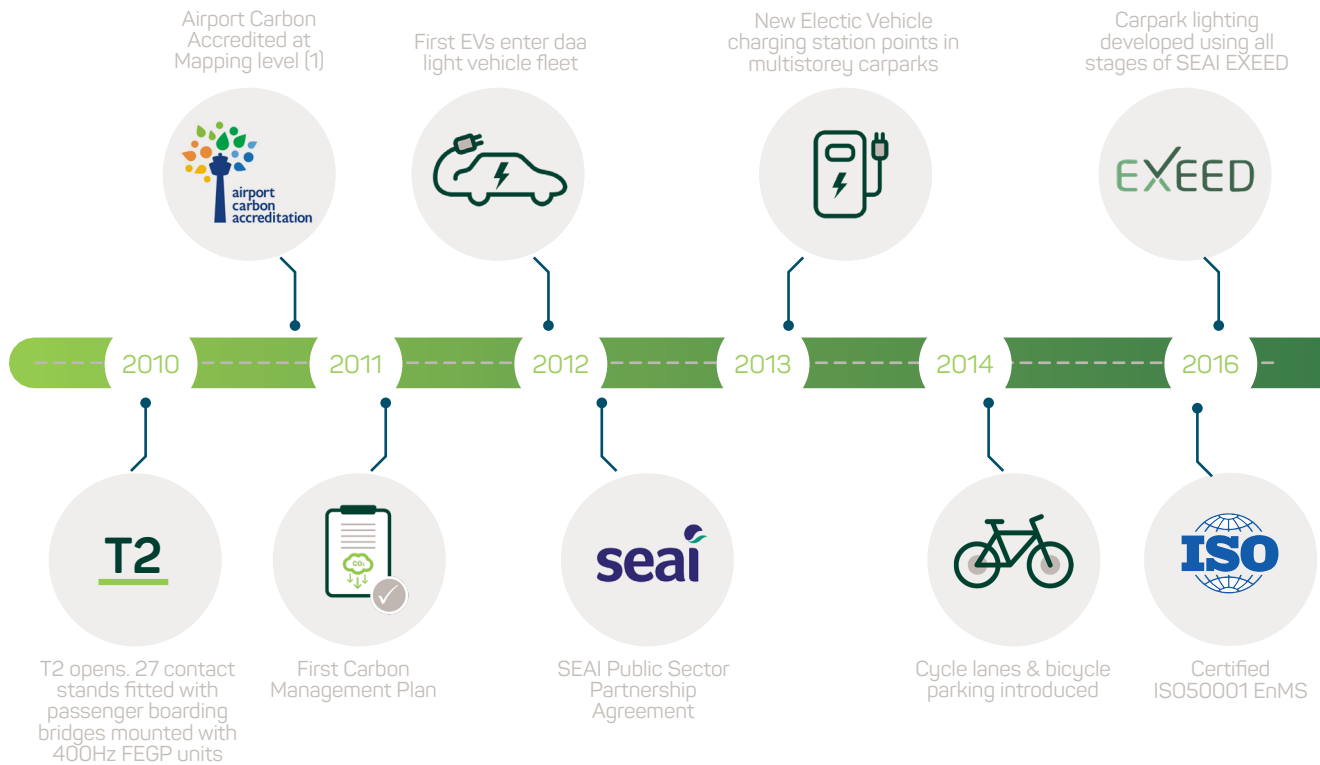 Airport Carbon
Accredited at
Mapping level (1)
First EVs enter daa
light vehicle fleet
New Electic Vehicle
charging station points in
multistorey carparks
Carpark lighting
developed using all
stages of SEAI EXEED
airport
carbon
accreditation
EXEED
2010
2011
2012
2013
2014
2016
T2
CO₂
seai
ISO
T2 opens. 27 contact
stands fitted with
passenger boarding
bridges mounted with
400Hz FEGP units
First Carbon
Management Plan
SEAI Public Sector
Partnership
Agreement
Cycle lanes & bicycle
parking introduced
Certified
ISO50001 EnMS